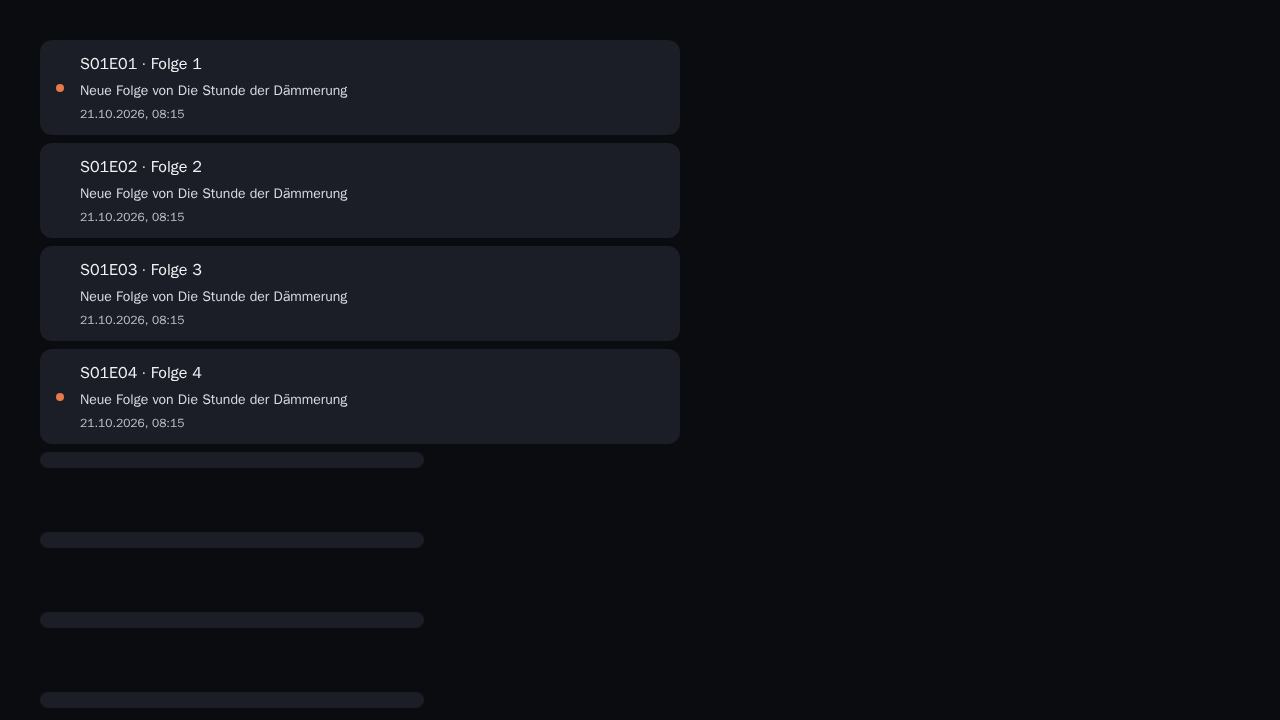 S01E01 · Folge 1
Neue Folge von Die Stunde der Dämmerung
21.10.2026, 08:15
S01E02 · Folge 2
Neue Folge von Die Stunde der Dämmerung
21.10.2026, 08:15
S01E03 · Folge 3
Neue Folge von Die Stunde der Dämmerung
21.10.2026, 08:15
S01E04 · Folge 4
Neue Folge von Die Stunde der Dämmerung
21.10.2026, 08:15